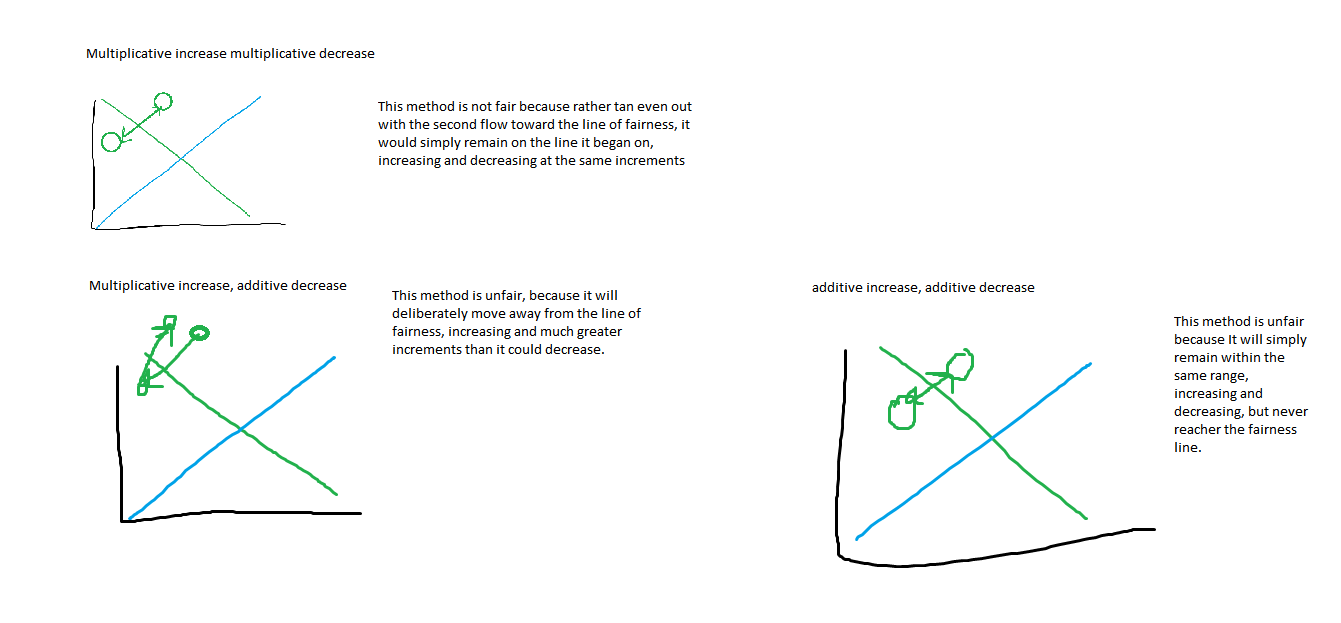 Multiplicative increase multiplicative decrease
This method is not fair because rather tan even out
with the second flow toward the line of fairness, it
would simply remain on the line it began on,
increasing and decreasing at the same increments
Multiplicative increase, additive decrease
This method is unfair, because it will
deliberately move away from the line of
fairness, increasing and much greater
increments than it could decrease.
additive increase, additive decrease
This method is unfair
because It will simply
remain within the
same range,
increasing and
decreasing, but never
reacher the fairness
line.